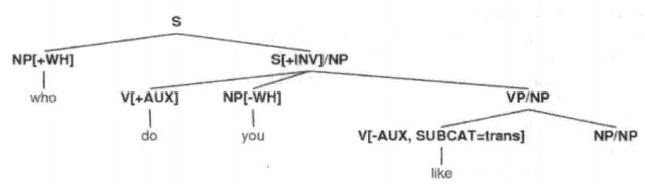 S
NP[+WH] S[+INV]/NP
who V[+AUX] NP[-WH] VP/NP
do you V[-AUX, SUBCAT=trans] NP/NP
like